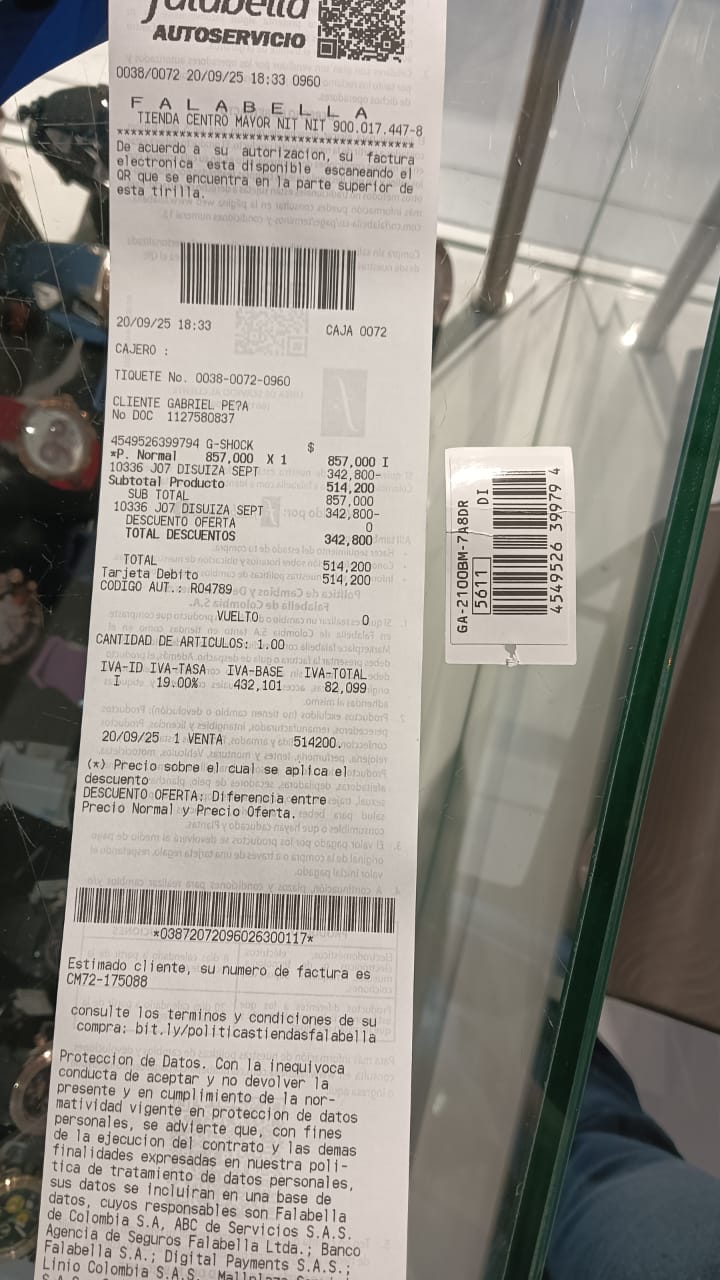 falabella
AUTOSERVICIO
0038/0072 20/09/25 18:33 0960
F A L A B E L L A
TIENDA CENTRO MAYOR NIT NIT 900.017.447-8
******************************************
De acuerdo a su autorizacion, su factura
electronica esta disponible escaneando el
QR que se encuentra en la parte superior de
esta tirilla.
20/09/25 18:33 CAJA 0072
CAJERO :
TIQUETE No. 0038-0072-0960
CLIENTE GABRIEL PE?A
No DOC 1127580837
4549526399794 G-SHOCK $
*P. Normal 857,000 X 1 857,000 I
10336 J07 DISUIZA SEPT 342,800-
Subtotal Producto 514,200
SUB TOTAL 857,000
10336 J07 DISUIZA SEPT 342,800-
DESCUENTO OFERTA 0
TOTAL DESCUENTOS 342,800
TOTAL 514,200
Tarjeta Debito 514,200
CODIGO AUT.: R04789
VUELTO 0
CANTIDAD DE ARTICULOS: 1.00
IVA-ID IVA-TASA IVA-BASE IVA-TOTAL
I 19.00% 432,101 82,099
20/09/25 1 VENTA 514200.
(*) Precio sobre el cual se aplica el
descuento
DESCUENTO OFERTA: Diferencia entre
Precio Normal y Precio Oferta.
*03872072096026300117*
Estimado cliente, su numero de factura es
CM72-175088
consulte los terminos y condiciones de su
compra: bit.ly/politicastiendasfalabella
Proteccion de Datos. Con la inequivoca
conducta de aceptar y no devolver la
presente y en cumplimiento de la nor-
matividad vigente en proteccion de datos
personales, se advierte que, con fines
de la ejecucion del contrato y las demas
finalidades expresadas en nuestra poli-
tica de tratamiento de datos personales,
sus datos se incluiran en una base de
datos, cuyos responsables son Falabella
de Colombia S.A, ABC de Servicios S.A.S.
Agencia de Seguros Falabella Ltda.; Banco
Falabella S.A.; Digital Payments S.A.S.;
Linio Colombia S.A.S.
GA-2100BM-7A8DR
5611 DI
4549526 39979 4